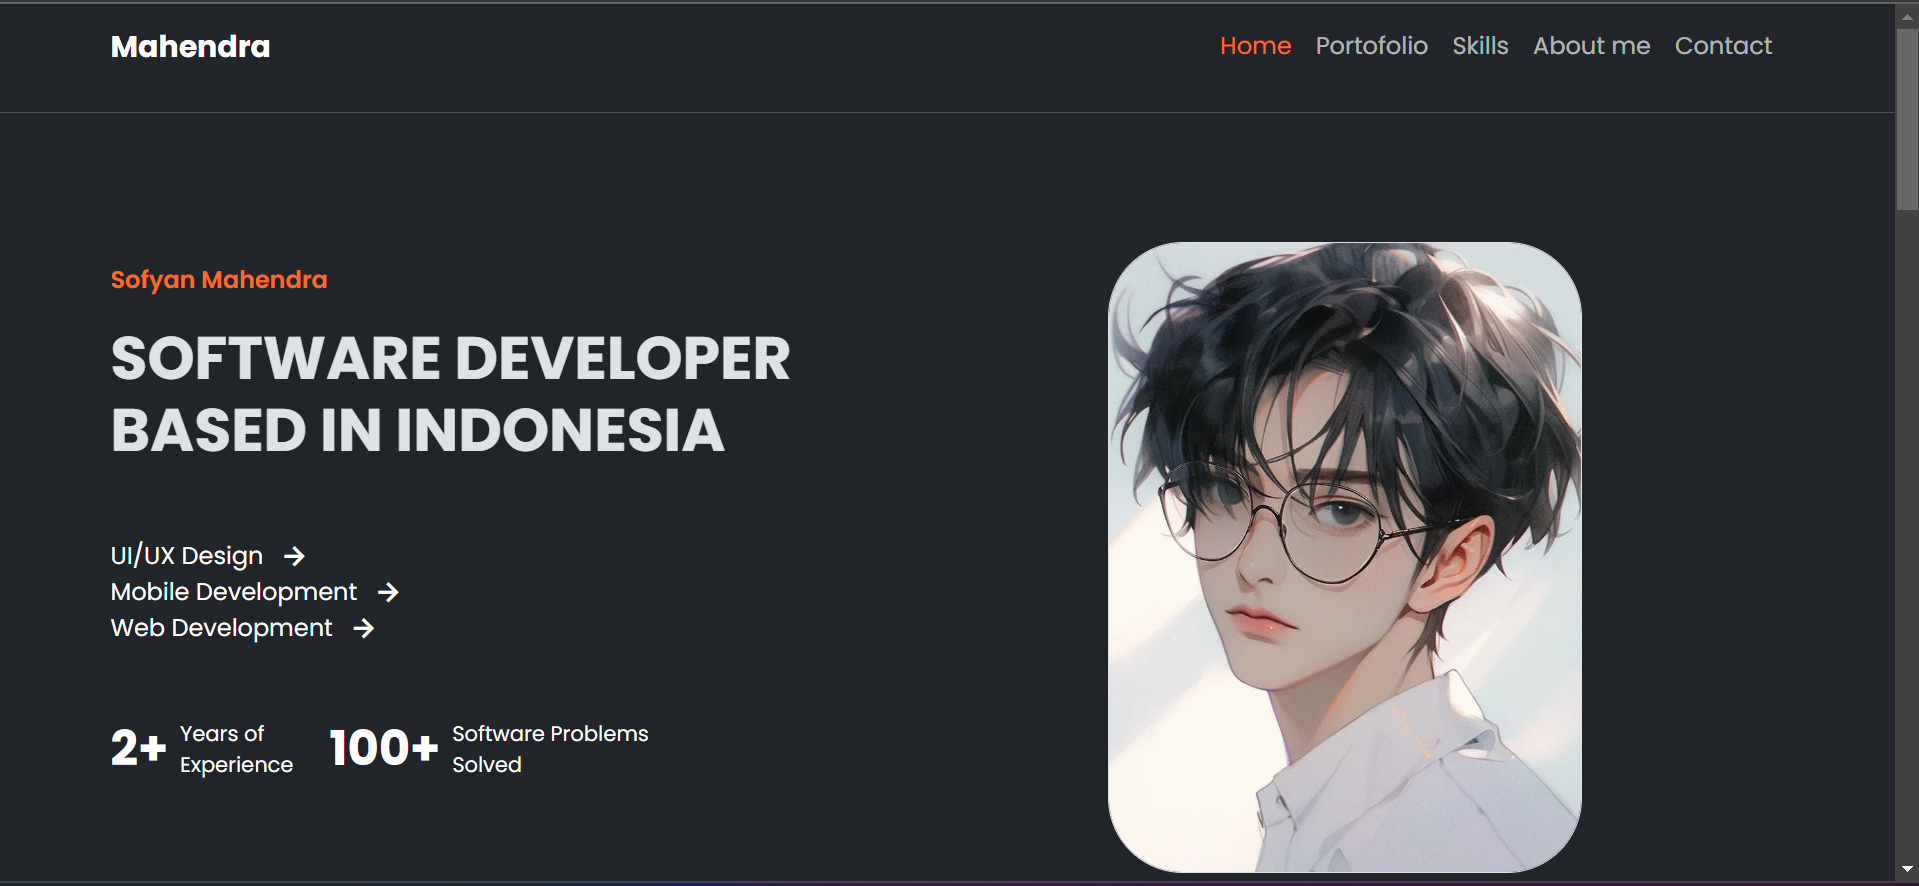 Mahendra
Home Portofolio Skills About me Contact
Sofyan Mahendra
SOFTWARE DEVELOPER
BASED IN INDONESIA
UI/UX Design →
Mobile Development →
Web Development →
2+ Years of
Experience
100+ Software Problems
Solved